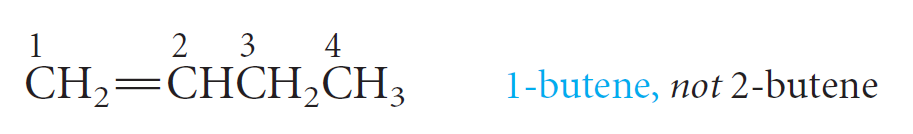 1 2 3 4
CH₂=CHCH₂CH₃ 1-butene, not 2-butene